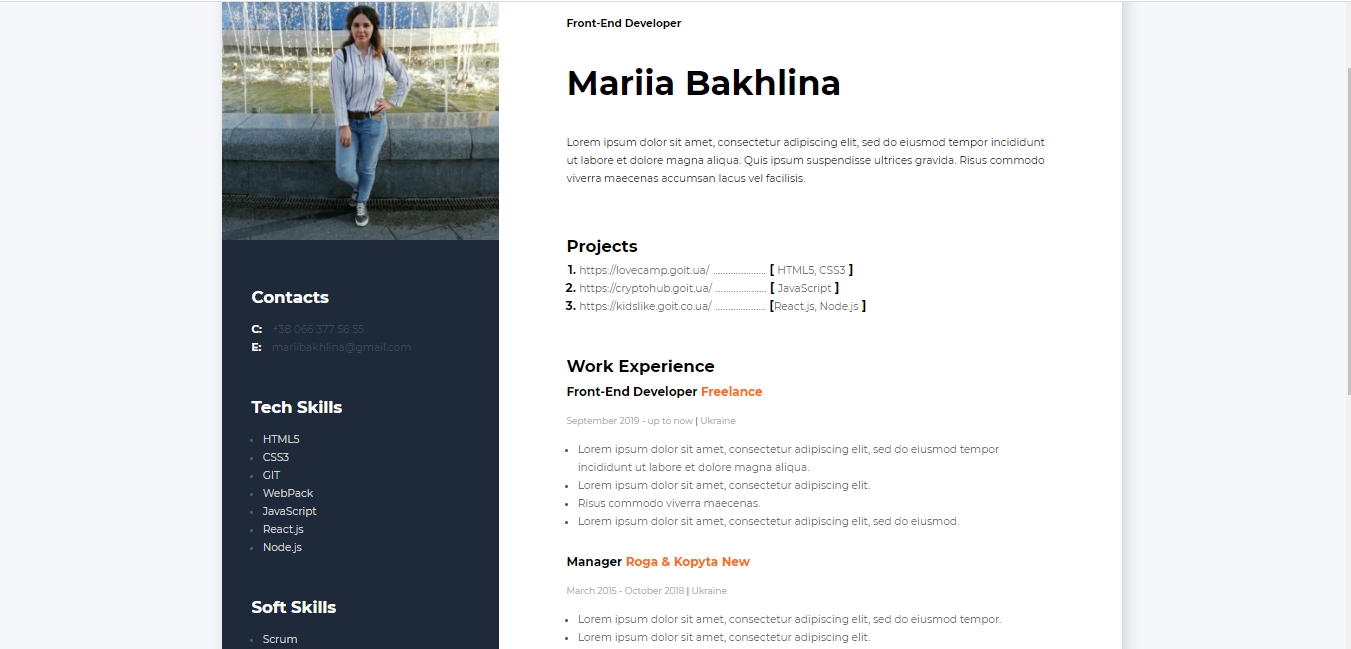 Front-End Developer
Mariia Bakhlina
Lorem ipsum dolor sit amet, consectetur adipiscing elit, sed do eiusmod tempor incididunt
ut labore et dolore magna aliqua. Quis ipsum suspendisse ultrices gravida. Risus commodo
viverra maecenas accumsan lacus vel facilisis.
Projects
1. https://lovecamp.goit.ua/ ..................... [ HTML5, CSS3 ]
2. https://cryptohub.goit.ua/ .................... [ JavaScript ]
3. https://kidslike.goit.co.ua/ .................... [React.js, Node.js ]
Work Experience
Front-End Developer Freelance
September 2019 - up to now | Ukraine
• Lorem ipsum dolor sit amet, consectetur adipiscing elit, sed do eiusmod tempor
incididunt ut labore et dolore magna aliqua.
• Lorem ipsum dolor sit amet, consectetur adipiscing elit.
• Risus commodo viverra maecenas.
• Lorem ipsum dolor sit amet, consectetur adipiscing elit, sed do eiusmod.
Manager Roga & Kopyta New
March 2015 - October 2018 | Ukraine
• Lorem ipsum dolor sit amet, consectetur adipiscing elit, sed do eiusmod tempor.
• Lorem ipsum dolor sit amet, consectetur adipiscing elit.
Contacts
C: +38 066 377 56 55
E: mariibakhlina@gmail.com
Tech Skills
• HTML5
• CSS3
• GIT
• WebPack
• JavaScript
• React.js
• Node.js
Soft Skills
• Scrum